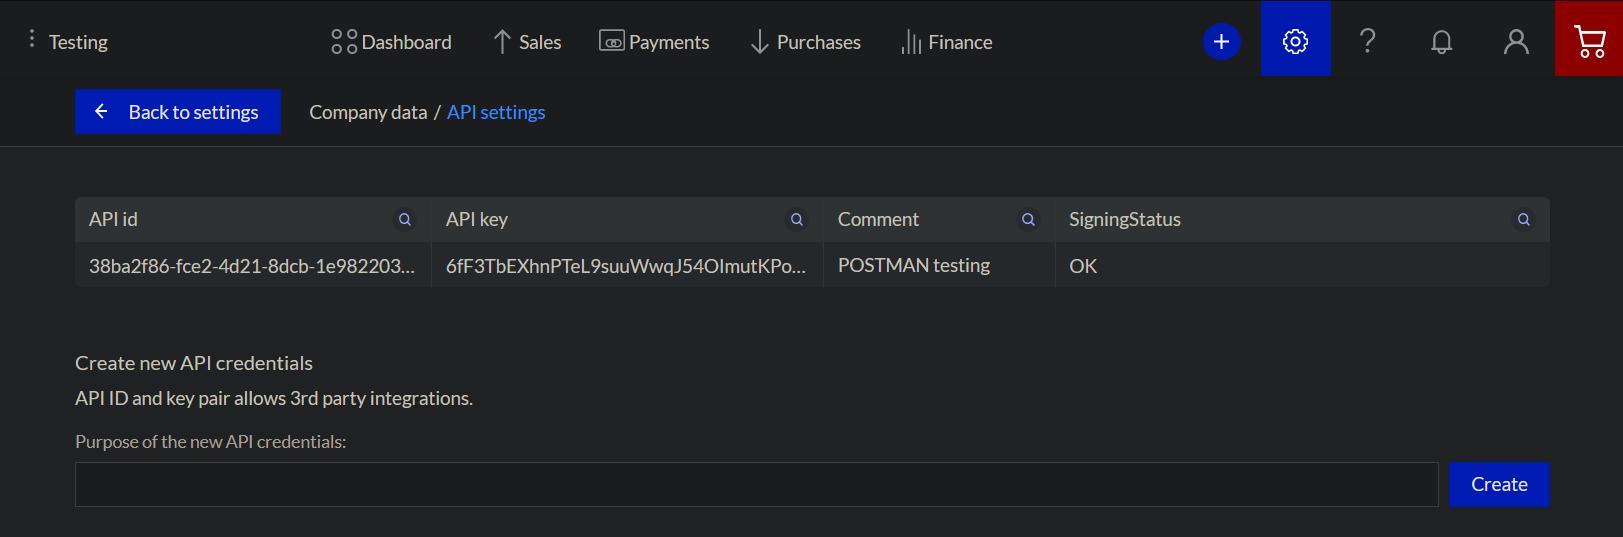 Testing Dashboard Sales Payments Purchases Finance
Back to settings Company data / API settings
API id API key Comment SigningStatus
38ba2f86-fce2-4d21-8dcb-1e982203... 6fF3TbEXhnPTeL9suuWwqJ54OImutKPo... POSTMAN testing OK
Create new API credentials
API ID and key pair allows 3rd party integrations.
Purpose of the new API credentials:
Create